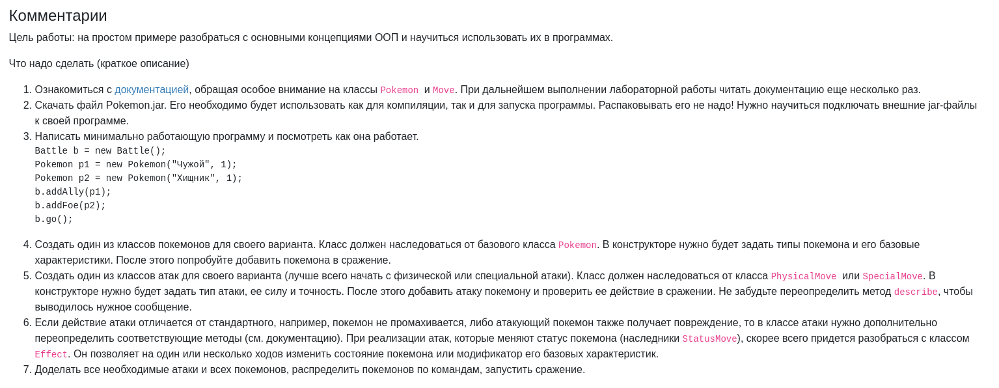 Комментарии
Цель работы: на простом примере разобраться с основными концепциями ООП и научиться использовать их в программах.
Что надо сделать (краткое описание)
1. Ознакомиться с документацией, обращая особое внимание на классы Pokemon и Move. При дальнейшем выполнении лабораторной работы читать документацию еще несколько раз.
2. Скачать файл Pokemon.jar. Его необходимо будет использовать как для компиляции, так и для запуска программы. Распаковывать его не надо! Нужно научиться подключать внешние jar-файлы
к своей программе.
3. Написать минимально работающую программу и посмотреть как она работает.
Battle b = new Battle();
Pokemon p1 = new Pokemon("Чужой", 1);
Pokemon p2 = new Pokemon("Хищник", 1);
b.addAlly(p1);
b.addFoe(p2);
b.go();
4. Создать один из классов покемонов для своего варианта. Класс должен наследоваться от базового класса Pokemon. В конструкторе нужно будет задать типы покемона и его базовые
характеристики. После этого попробуйте добавить покемона в сражение.
5. Создать один из классов атак для своего варианта (лучше всего начать с физической или специальной атаки). Класс должен наследоваться от класса PhysicalMove или SpecialMove. В
конструкторе нужно будет задать тип атаки, ее силу и точность. После этого добавить атаку покемону и проверить ее действие в сражении. Не забудьте переопределить метод describe, чтобы
выводилось нужное сообщение.
6. Если действие атаки отличается от стандартного, например, покемон не промахивается, либо атакующий покемон также получает повреждение, то в классе атаки нужно дополнительно
переопределить соответствующие методы (см. документацию). При реализации атак, которые меняют статус покемона (наследники StatusMove), скорее всего придется разобраться с классом
Effect. Он позволяет на один или несколько ходов изменить состояние покемона или модификатор его базовых характеристик.
7. Доделать все необходимые атаки и всех покемонов, распределить покемонов по командам, запустить сражение.